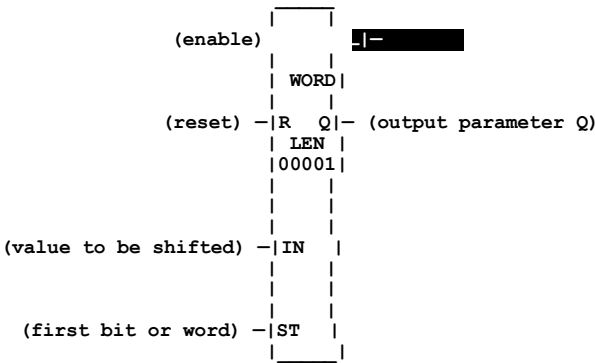 (enable)
WORD
(reset) –|R Q|– (output parameter Q)
LEN
|00001|
(value to be shifted) –|IN |
(first bit or word) –|ST |